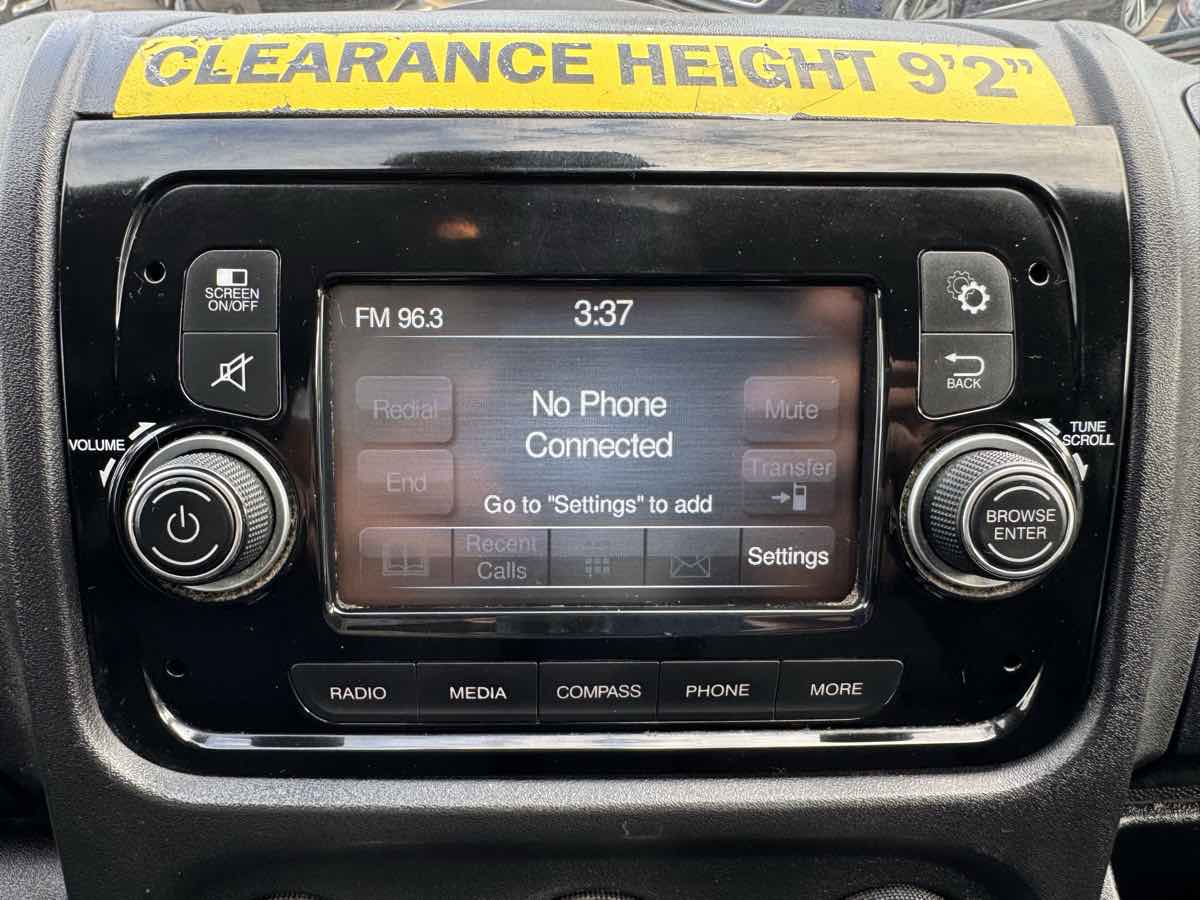 CLEARANCE HEIGHT 9'2"
SCREEN
ON/OFF
FM 96.3
3:37
Redial
No Phone
Connected
Mute
BACK
VOLUME
TUNE
SCROLL
End
Transfer
Go to "Settings" to add
BROWSE
ENTER
Recent
Calls
Settings
RADIO
MEDIA
COMPASS
PHONE
MORE